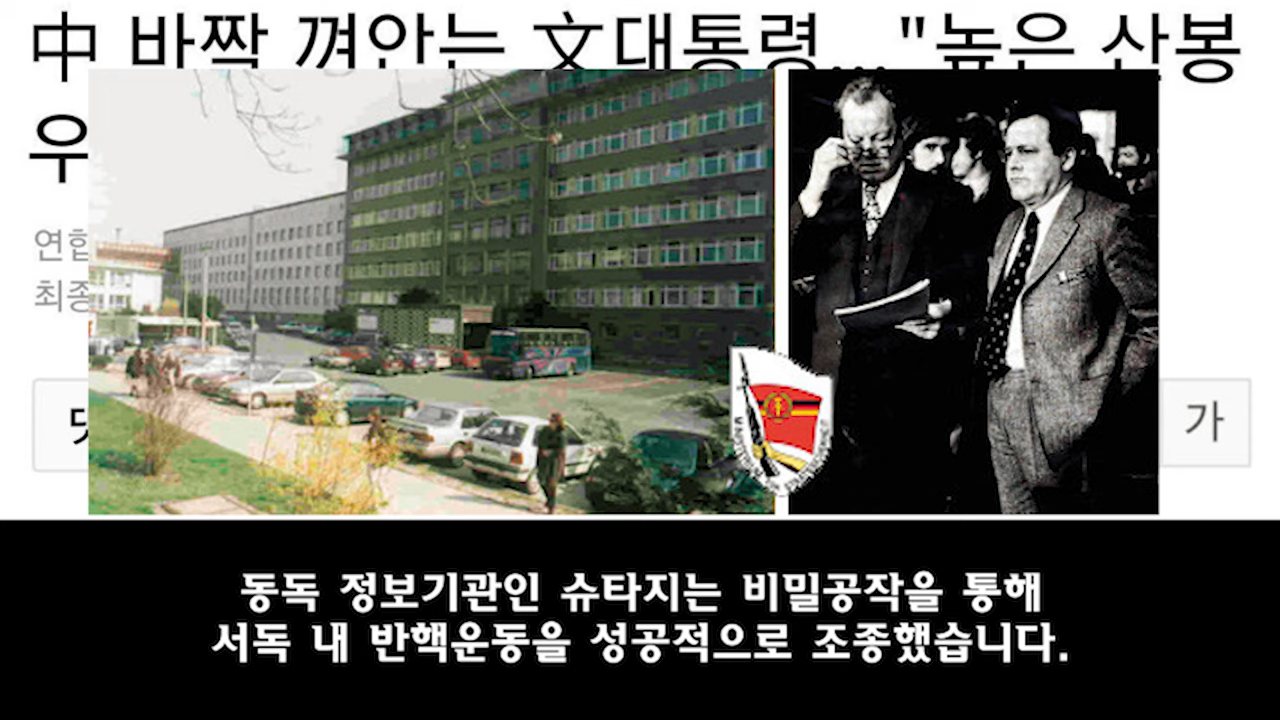 中 바짝 껴안는 文대통령... "높은 산봉
우
연합
최종
가
동독 정보기관인 슈타지는 비밀공작을 통해
서독 내 반핵운동을 성공적으로 조종했습니다.